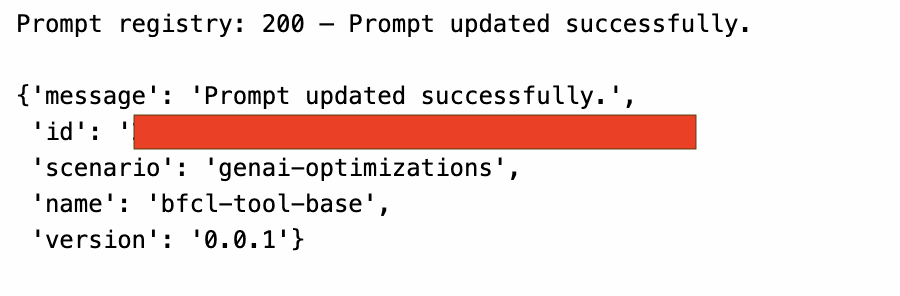 Prompt registry: 200 — Prompt updated successfully.
{'message': 'Prompt updated successfully.',
'id': '
'scenario': 'genai-optimizations',
'name': 'bfcl-tool-base',
'version': '0.0.1'}